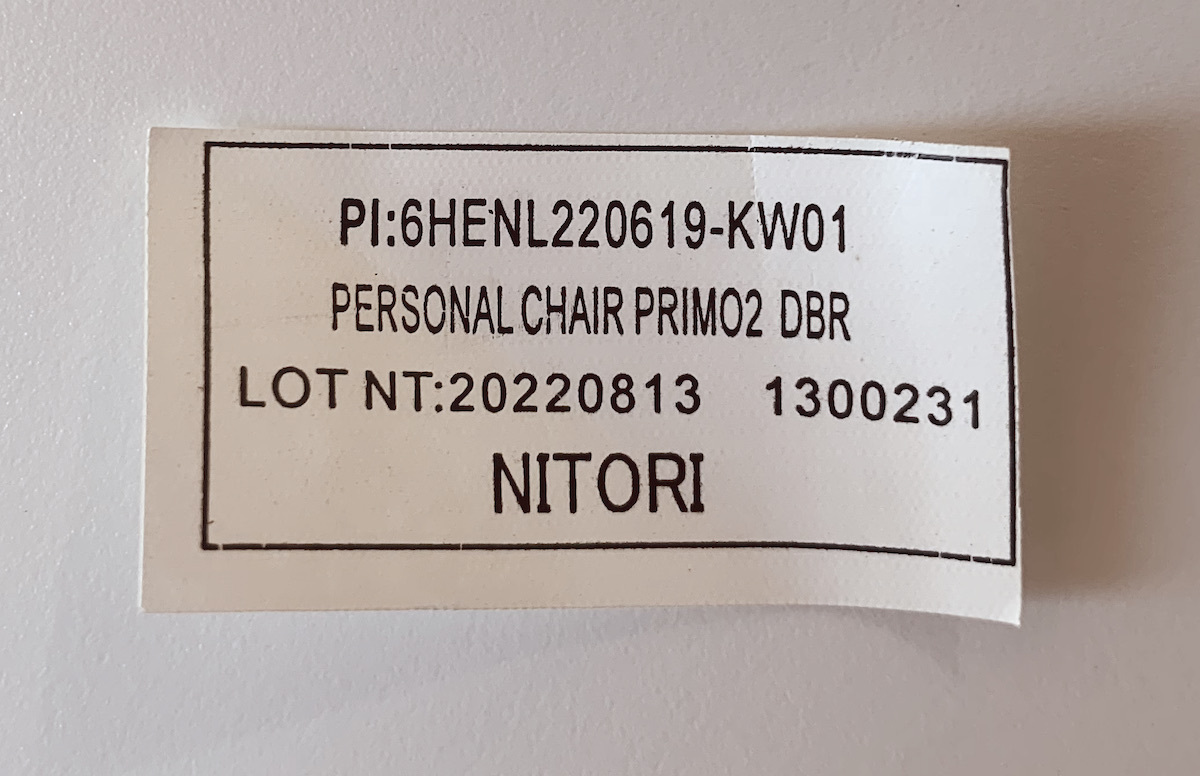 PI:6HENL220619-KW01
PERSONAL CHAIR PRIMO2 DBR
LOT NT:20220813 1300231
NITORI